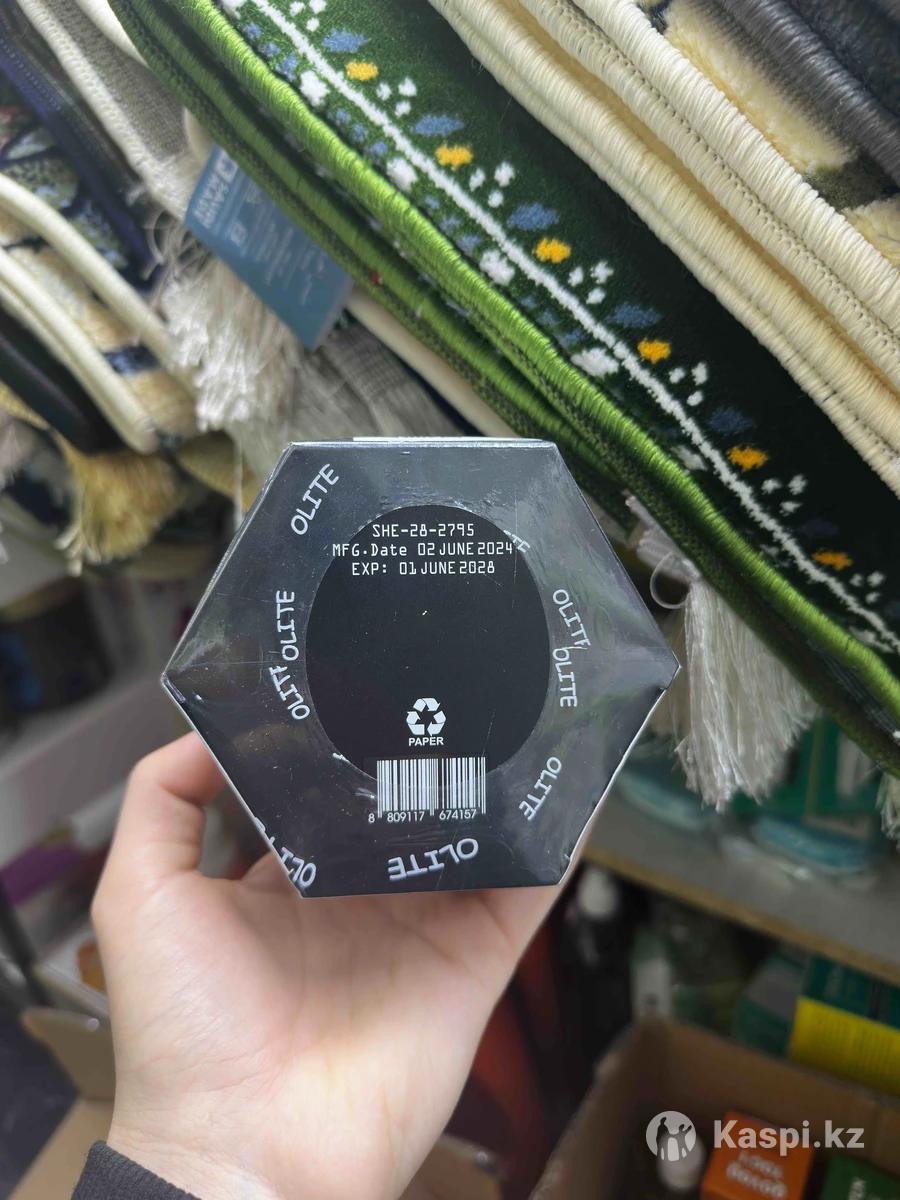 OLITE
SHE-28-2795
MFG.Date 02 JUNE 2024
EXP: 01 JUNE 2028
OLITE
OLITE
OLITE
OLITE
PAPER
OLITE
8 809117 674157
OLITE
OLITE
Kaspi.kz